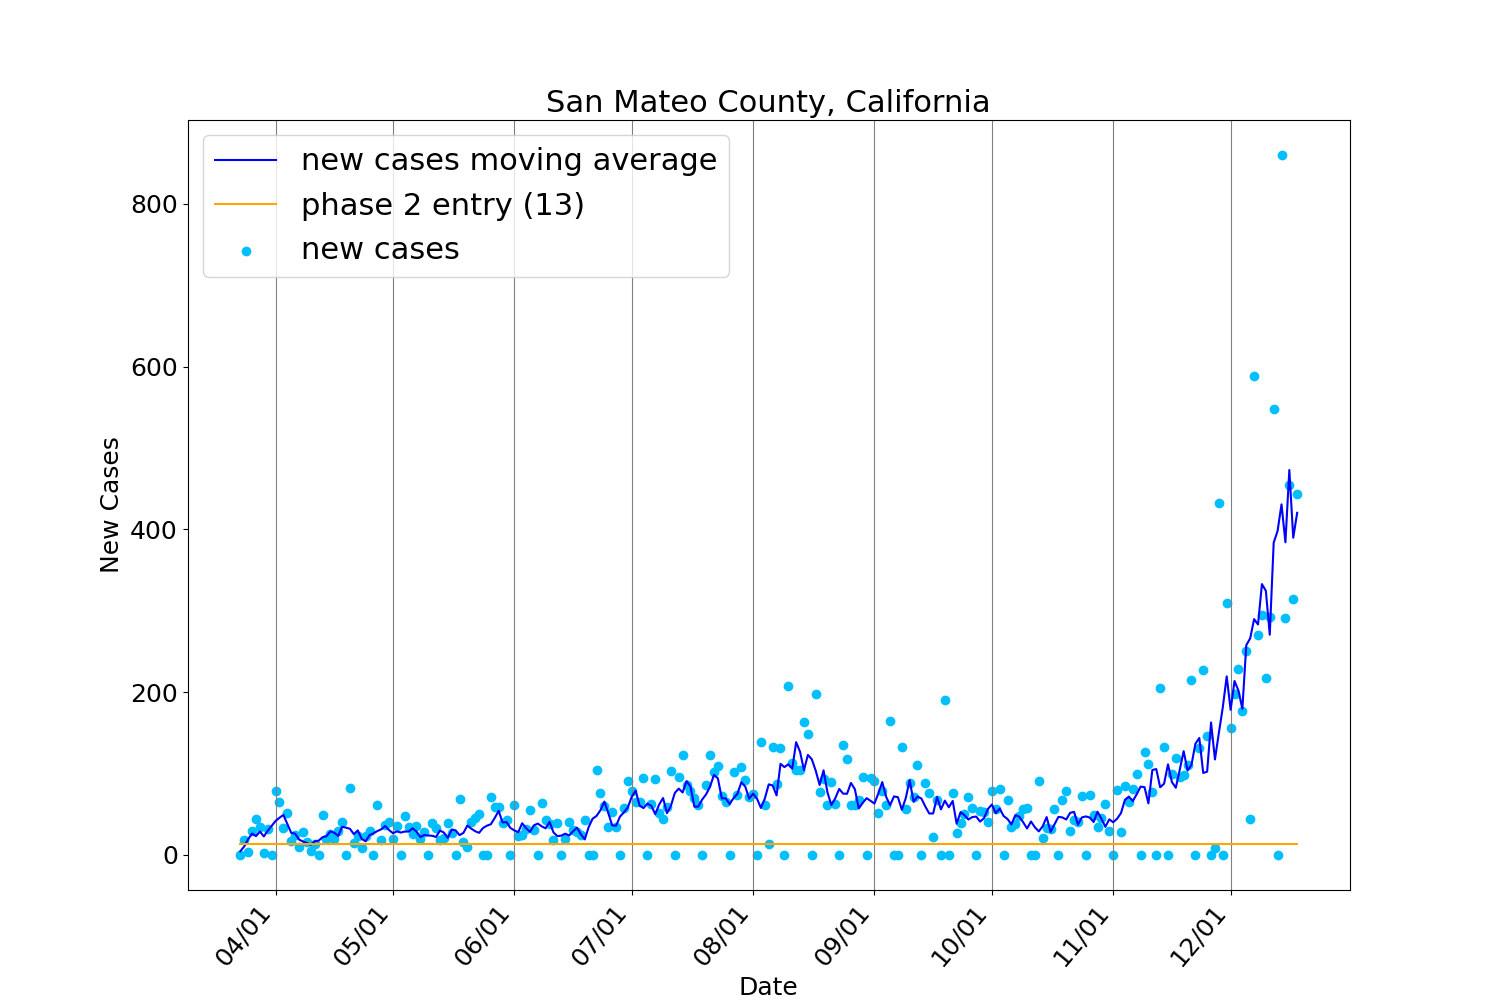 San Mateo County, California
new cases moving average
phase 2 entry (13)
new cases
800
600
400
200
0
New Cases
04/01
05/01
06/01
07/01
08/01
09/01
10/01
11/01
12/01
Date